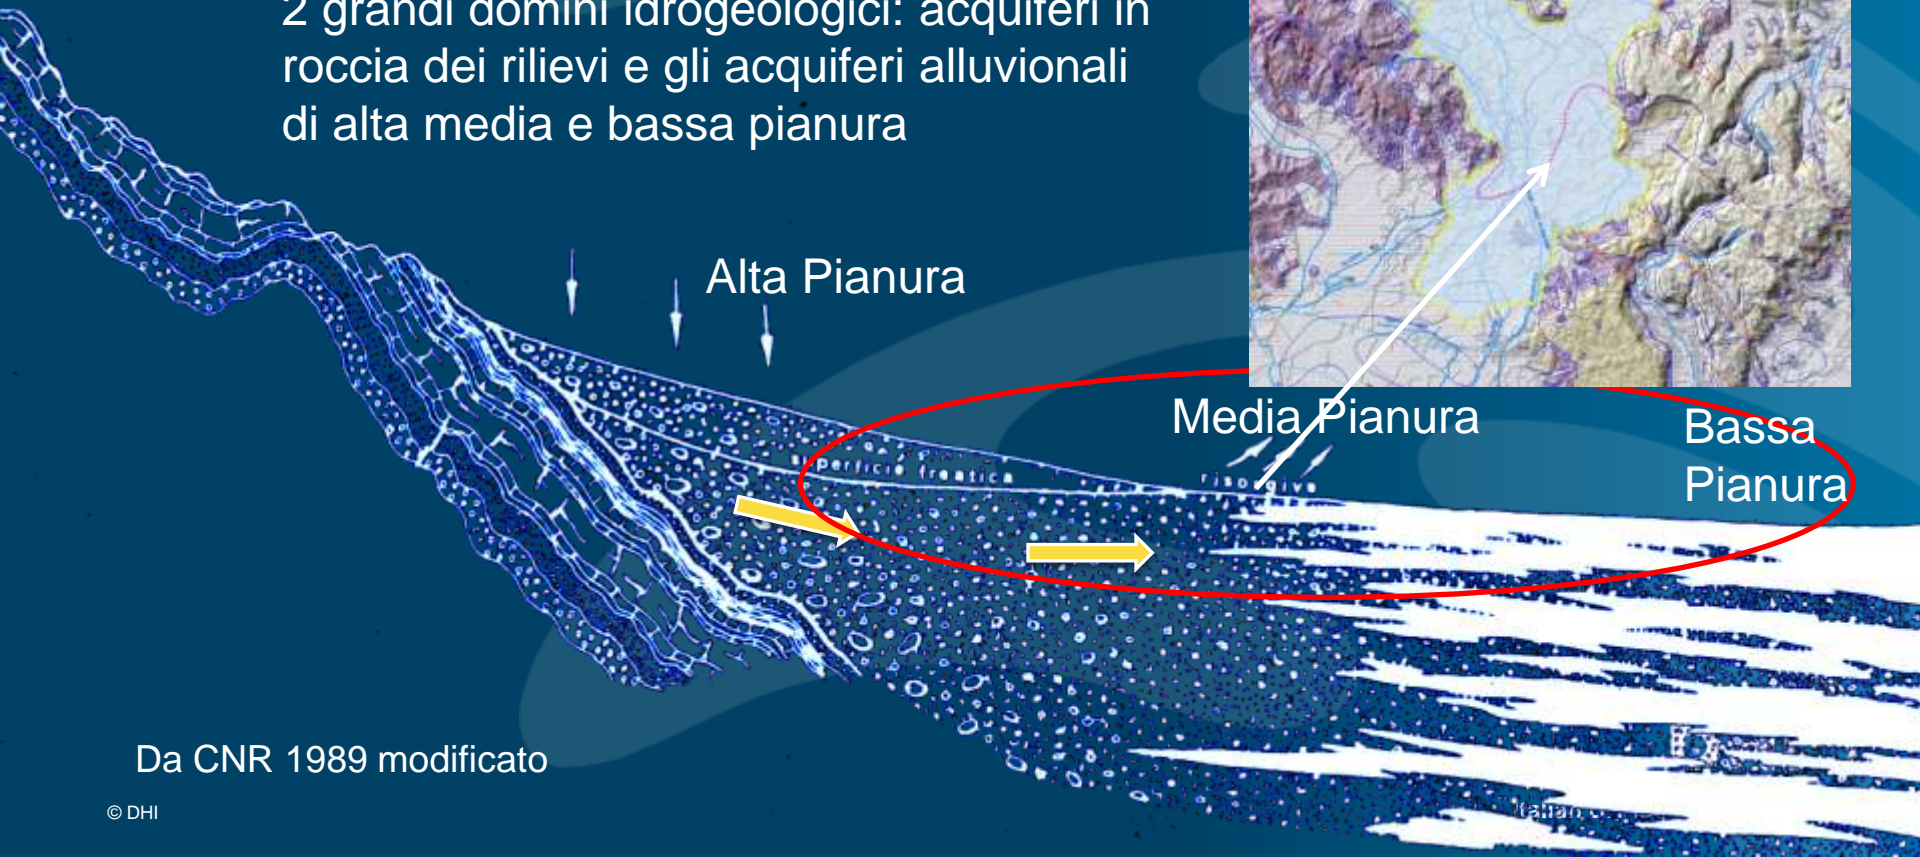 2 grandi domini idrogeologici: acquiferi in
roccia dei rilievi e gli acquiferi alluvionali
di alta media e bassa pianura
Alta Pianura
Media Pianura
Bassa
Pianura
superficie freatica
risorgive
Da CNR 1989 modificato
© DHI
Italian